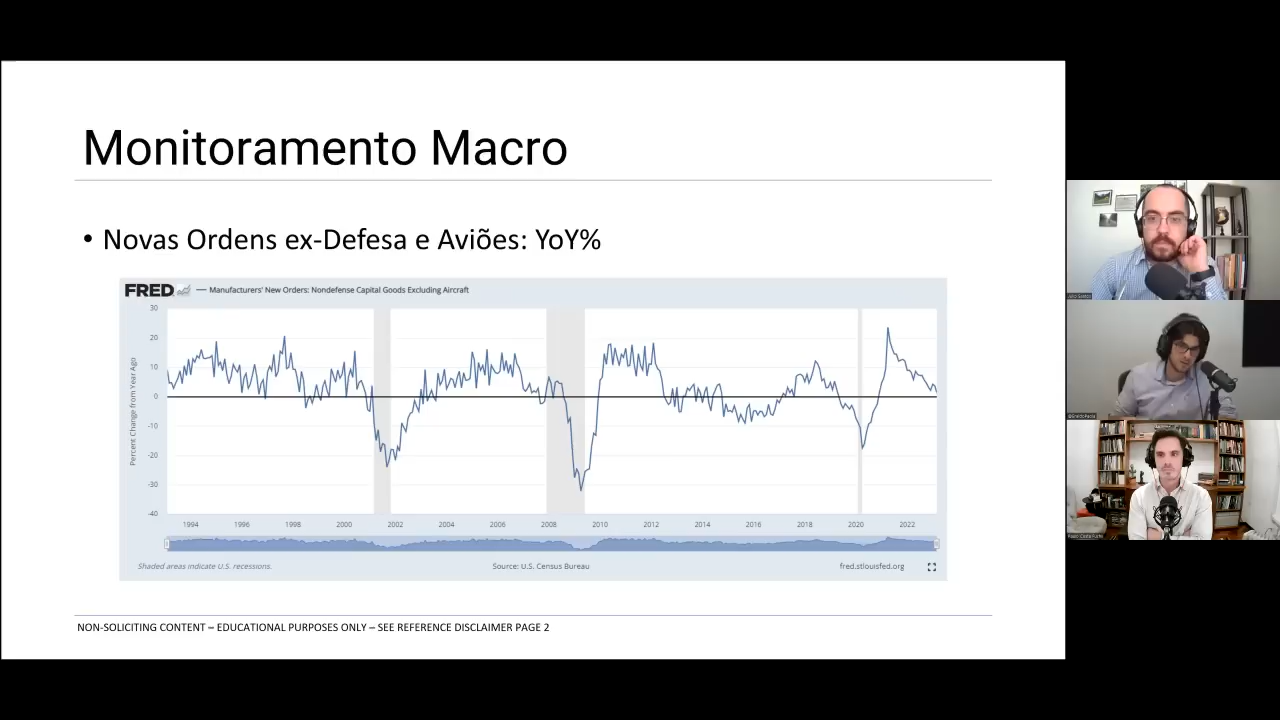 Monitoramento Macro
• Novas Ordens ex-Defesa e Aviões: YoY%
FRED — Manufacturers' New Orders: Nondefense Capital Goods Excluding Aircraft
Percent Change from Year Ago
30
20
10
0
-10
-20
-30
-40
1994 1996 1998 2000 2002 2004 2006 2008 2010 2012 2014 2016 2018 2020 2022
Shaded areas indicate U.S. recessions. Source: U.S. Census Bureau fred.stlouisfed.org
NON-SOLICITING CONTENT – EDUCATIONAL PURPOSES ONLY – SEE REFERENCE DISCLAIMER PAGE 2